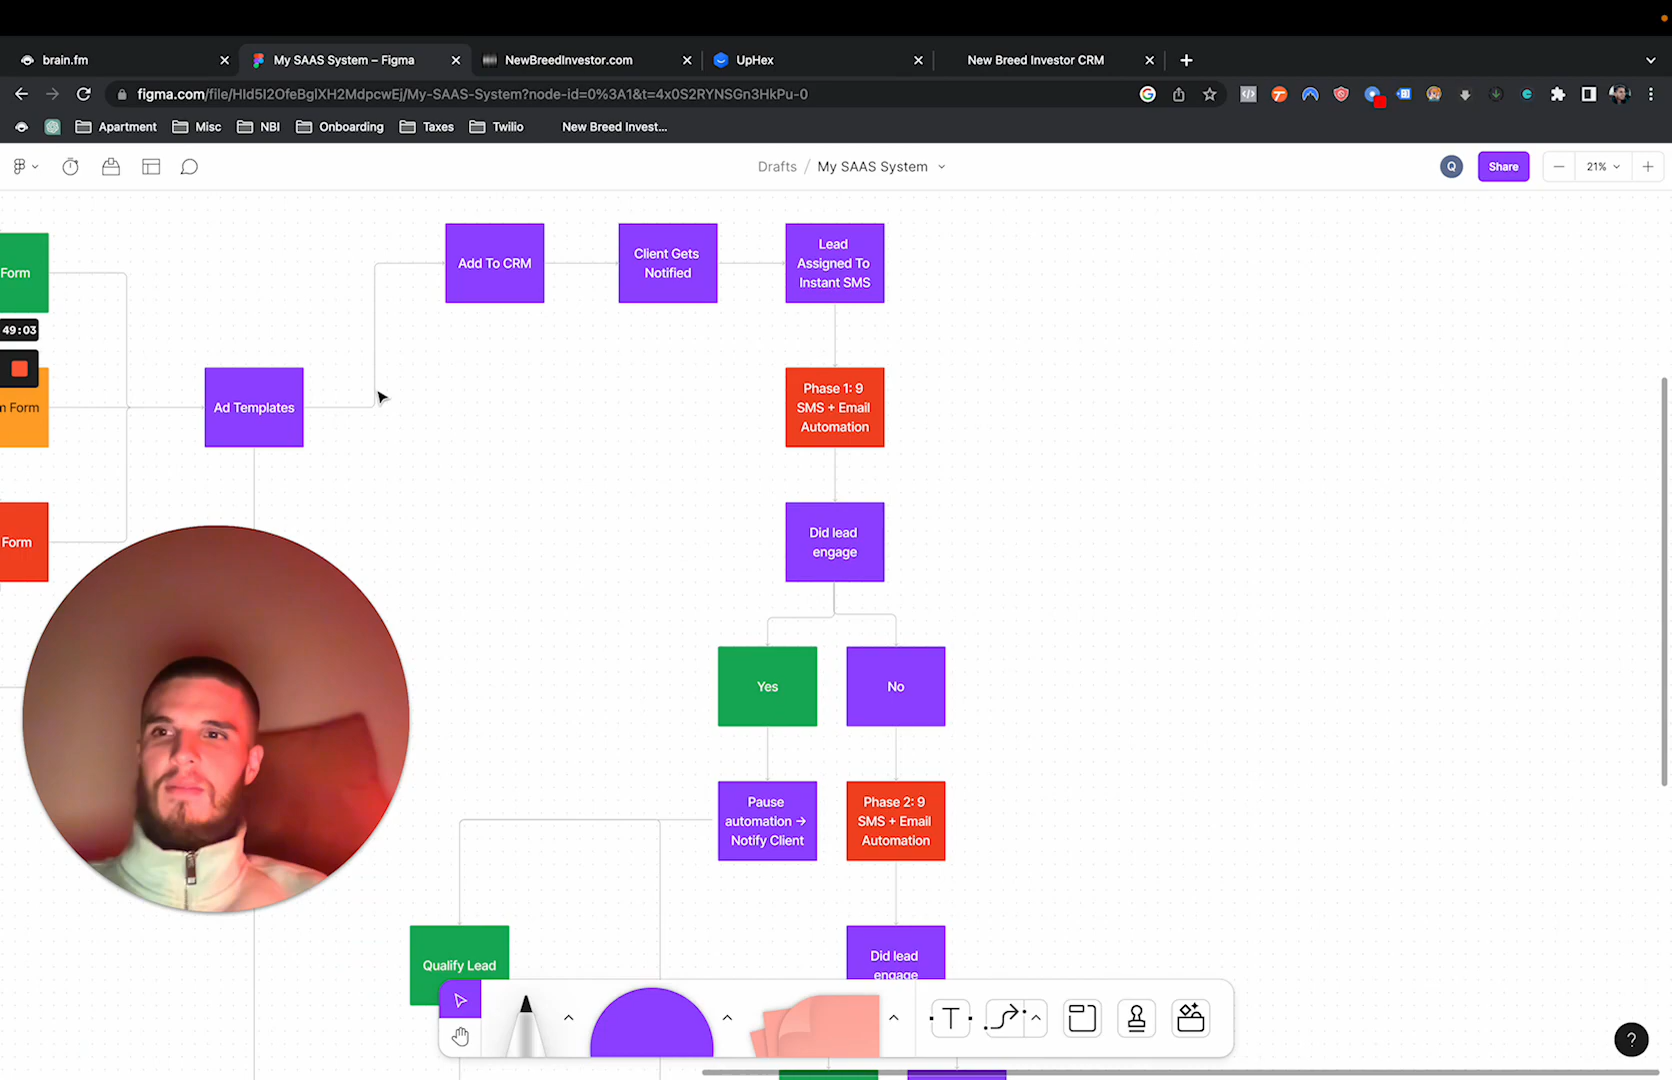 brain.fm
My SAAS System – Figma
NewBreedInvestor.com
UpHex
New Breed Investor CRM
figma.com/file/HId5I2OfeBglXH2MdpcwEj/My-SAAS-System?node-id=0%3A1&t=4x0S2RYNSGn3HkPu-0
Apartment
Misc
NBI
Onboarding
Taxes
Twilio
New Breed Invest...
Drafts / My SAAS System
Q
Share
21%
Form
49:03
Form
Form
Ad Templates
Add To CRM
Client Gets
Notified
Lead
Assigned To
Instant SMS
Phase 1: 9
SMS + Email
Automation
Did lead
engage
Yes
No
Pause
automation →
Notify Client
Phase 2: 9
SMS + Email
Automation
Qualify Lead
Did lead
engage
T
?